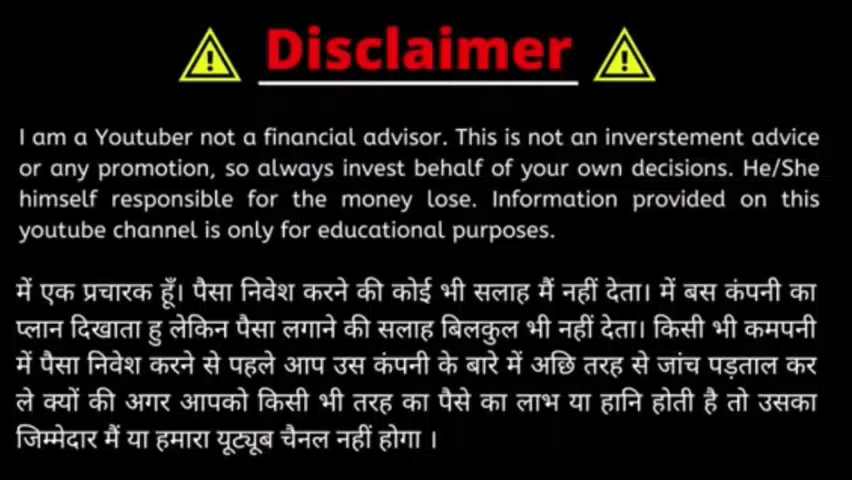 Disclaimer
I am a Youtuber not a financial advisor. This is not an inverstement advice
or any promotion, so always invest behalf of your own decisions. He/She
himself responsible for the money lose. Information provided on this
youtube channel is only for educational purposes.
में एक प्रचारक हूँ। पैसा निवेश करने की कोई भी सलाह मैं नहीं देता। में बस कंपनी का
प्लान दिखाता हु लेकिन पैसा लगाने की सलाह बिलकुल भी नहीं देता। किसी भी कमपनी
में पैसा निवेश करने से पहले आप उस कंपनी के बारे में अछि तरह से जांच पड़ताल कर
ले क्यों की अगर आपको किसी भी तरह का पैसे का लाभ या हानि होती है तो उसका
जिम्मेदार मैं या हमारा यूट्यूब चैनल नहीं होगा ।